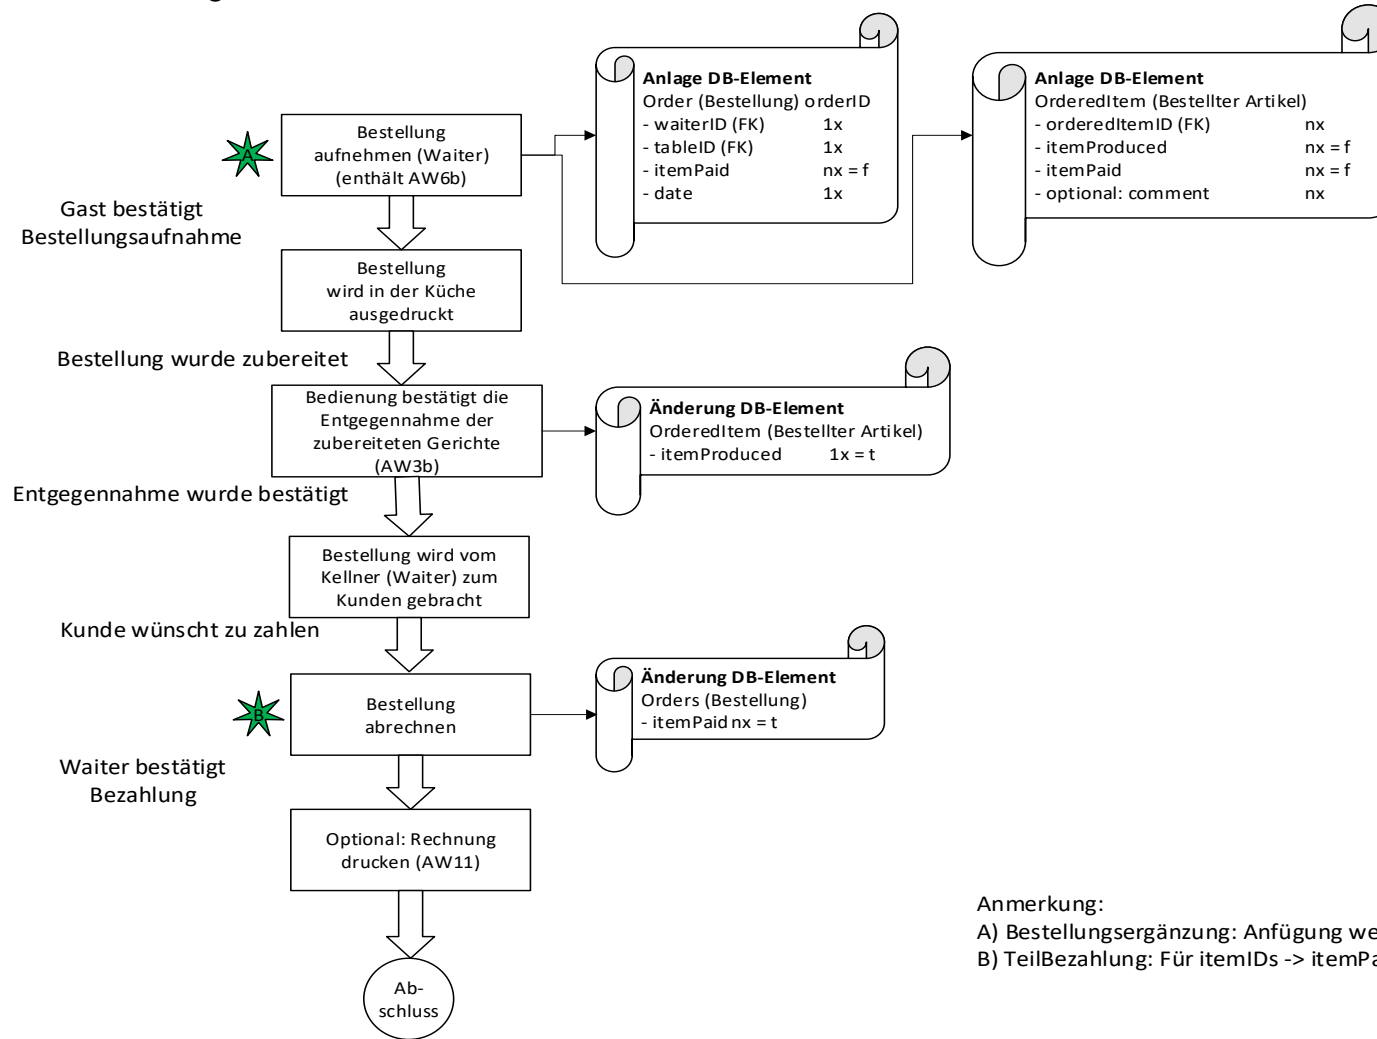 Anlage DB-Element
Order (Bestellung) orderID
- waiterID (FK) 1x
- tableID (FK) 1x
- itemPaid nx = f
- date 1x
Anlage DB-Element
OrderedItem (Bestellter Artikel)
- orderedItemID (FK) nx
- itemProduced nx = f
- itemPaid nx = f
- optional: comment nx
A
Bestellung
aufnehmen (Waiter)
(enthält AW6b)
Gast bestätigt
Bestellungsaufnahme
Bestellung
wird in der Küche
ausgedruckt
Bestellung wurde zubereitet
Bedienung bestätigt die
Entgegennahme der
zubereiteten Gerichte
(AW3b)
Änderung DB-Element
OrderedItem (Bestellter Artikel)
- itemProduced 1x = t
Entgegennahme wurde bestätigt
Bestellung wird vom
Kellner (Waiter) zum
Kunden gebracht
Kunde wünscht zu zahlen
B
Bestellung
abrechnen
Änderung DB-Element
Orders (Bestellung)
- itemPaid nx = t
Waiter bestätigt
Bezahlung
Optional: Rechnung
drucken (AW11)
Ab-
schluss
Anmerkung:
A) Bestellungsergänzung: Anfügung we
B) TeilBezahlung: Für itemIDs -> itemPa